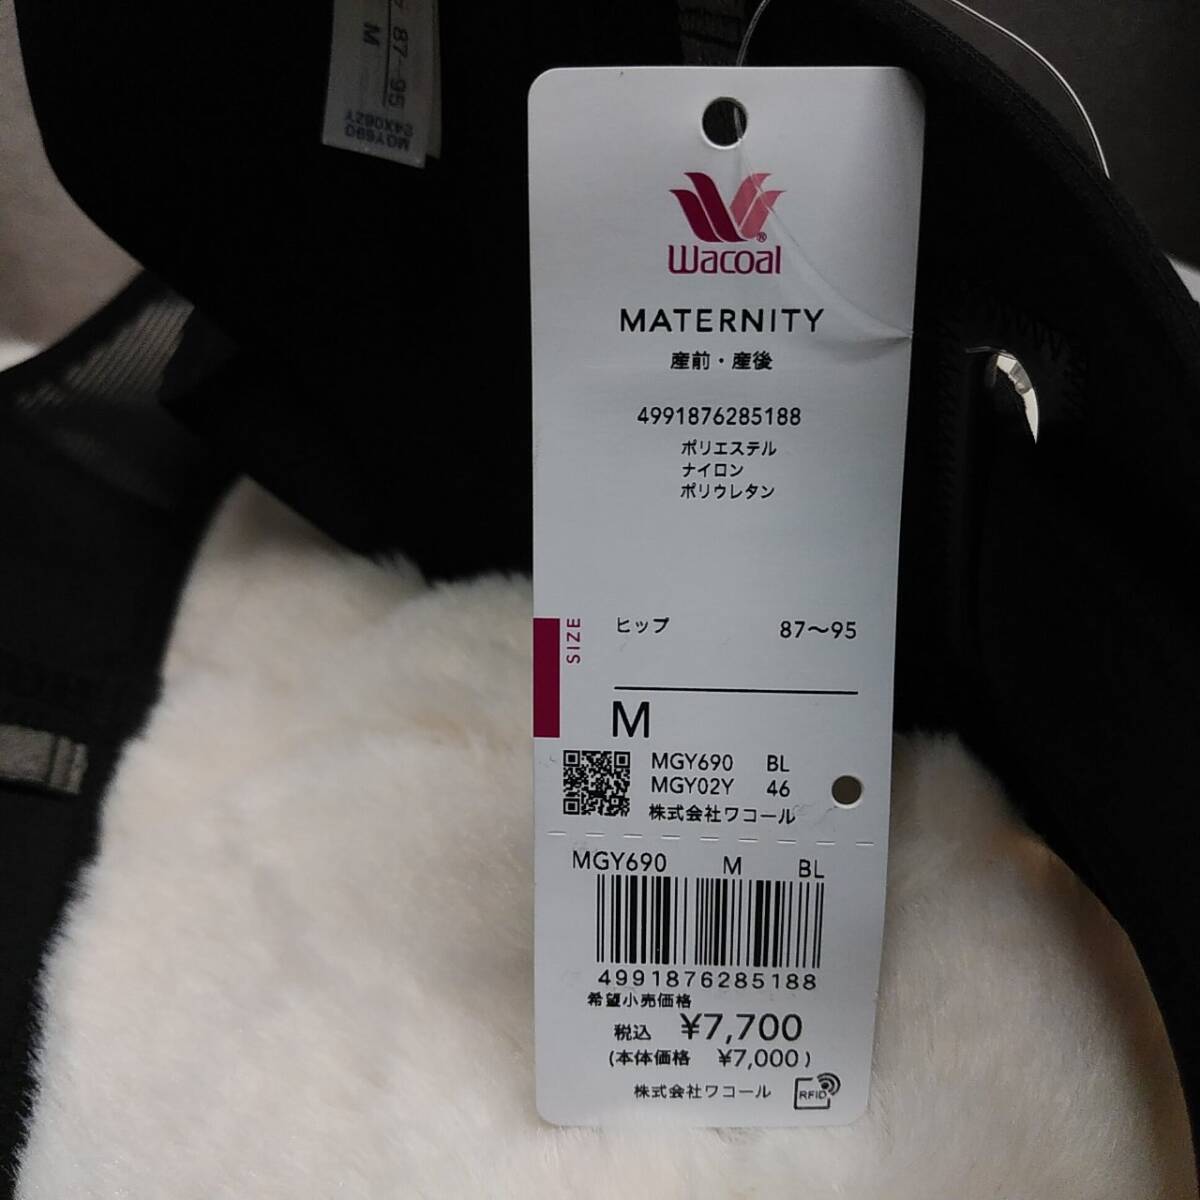 87-95
M
24X062Y
MGY690
Wacoal
MATERNITY
産前・産後
4991876285188
ポリエステル
ナイロン
ポリウレタン
SIZE
ヒップ 87～95
M
MGY690 BL
MGY02Y 46
株式会社ワコール
MGY690 M BL
4991876285188
希望小売価格
税込 ¥7,700
(本体価格 ¥7,000)
株式会社ワコール
RFID